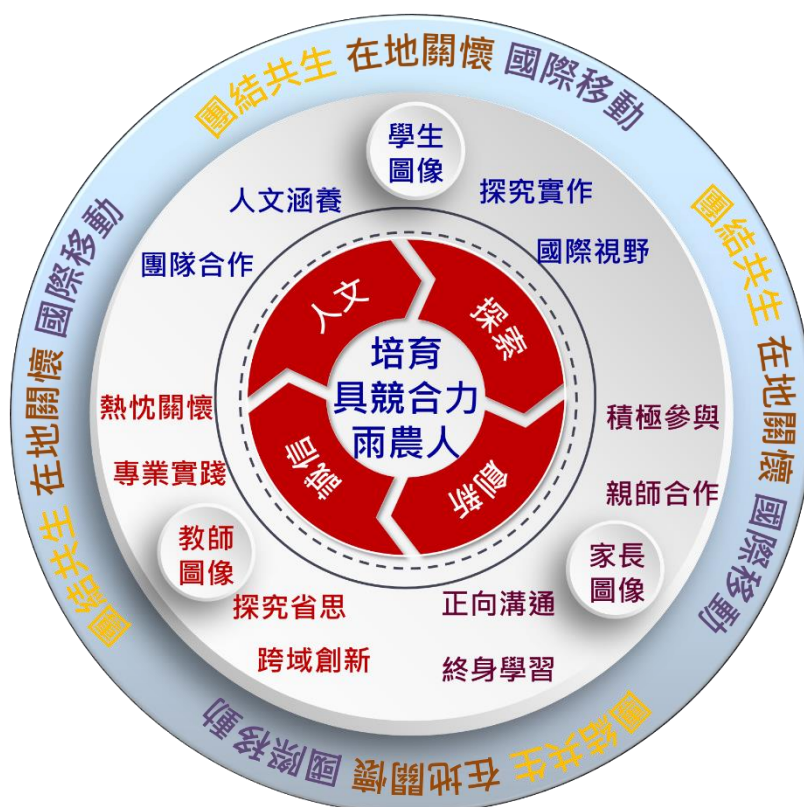 團結共生 在地關懷 國際移動
團結共生 在地關懷 國際移動
團結共生 在地關懷 國際移動
團結共生 在地關懷 國際移動
學生
圖像
人文涵養
團隊合作
探究實作
國際視野
人文
探索
創新
誠信
培育
具競合力
雨農人
熱忱關懷
專業實踐
教師
圖像
探究省思
跨域創新
積極參與
親師合作
家長
圖像
正向溝通
終身學習